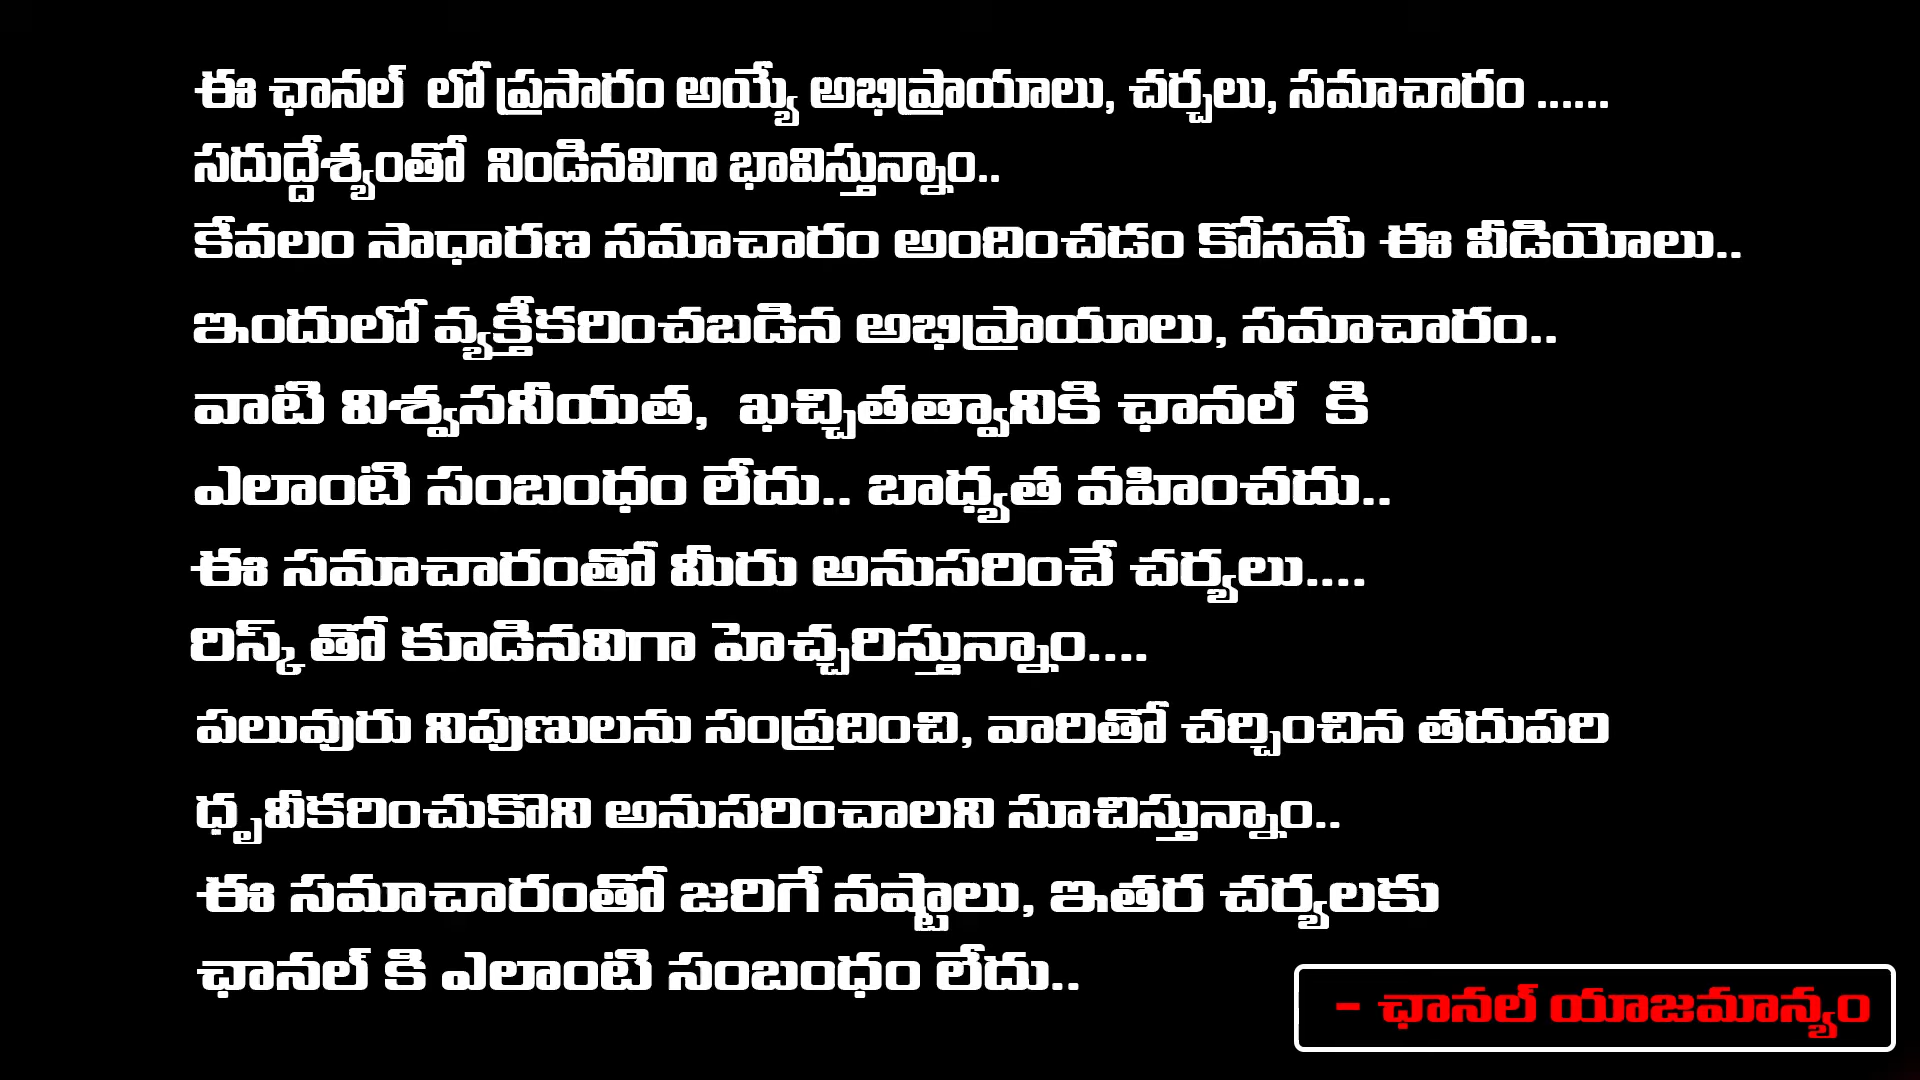 ఈ ఛానల్ లో ప్రసారం అయ్యే అభిప్రాయాలు, చర్చలు, సమాచారం ......
సదుద్దేశ్యంతో నిండినవిగా భావిస్తున్నాం..
కేవలం సాధారణ సమాచారం అందించడం కోసమే ఈ వీడియోలు..
ఇందులో వ్యక్తీకరించబడిన అభిప్రాయాలు, సమాచారం..
వాటి విశ్వసనీయత, ఖచ్చితత్వానికి ఛానల్ కి
ఎలాంటి సంబంధం లేదు.. బాధ్యత వహించదు..
ఈ సమాచారంతో మీరు అనుసరించే చర్యలు....
రిస్క్ తో కూడినవిగా హెచ్చరిస్తున్నాం....
పలువురు నిపుణులను సంప్రదించి, వారితో చర్చించిన తదుపరి
ధృవీకరించుకొని అనుసరించాలని సూచిస్తున్నాం..
ఈ సమాచారంతో జరిగే నష్టాలు, ఇతర చర్యలకు
ఛానల్ కి ఎలాంటి సంబంధం లేదు..
- ఛానల్ యాజమాన్యం